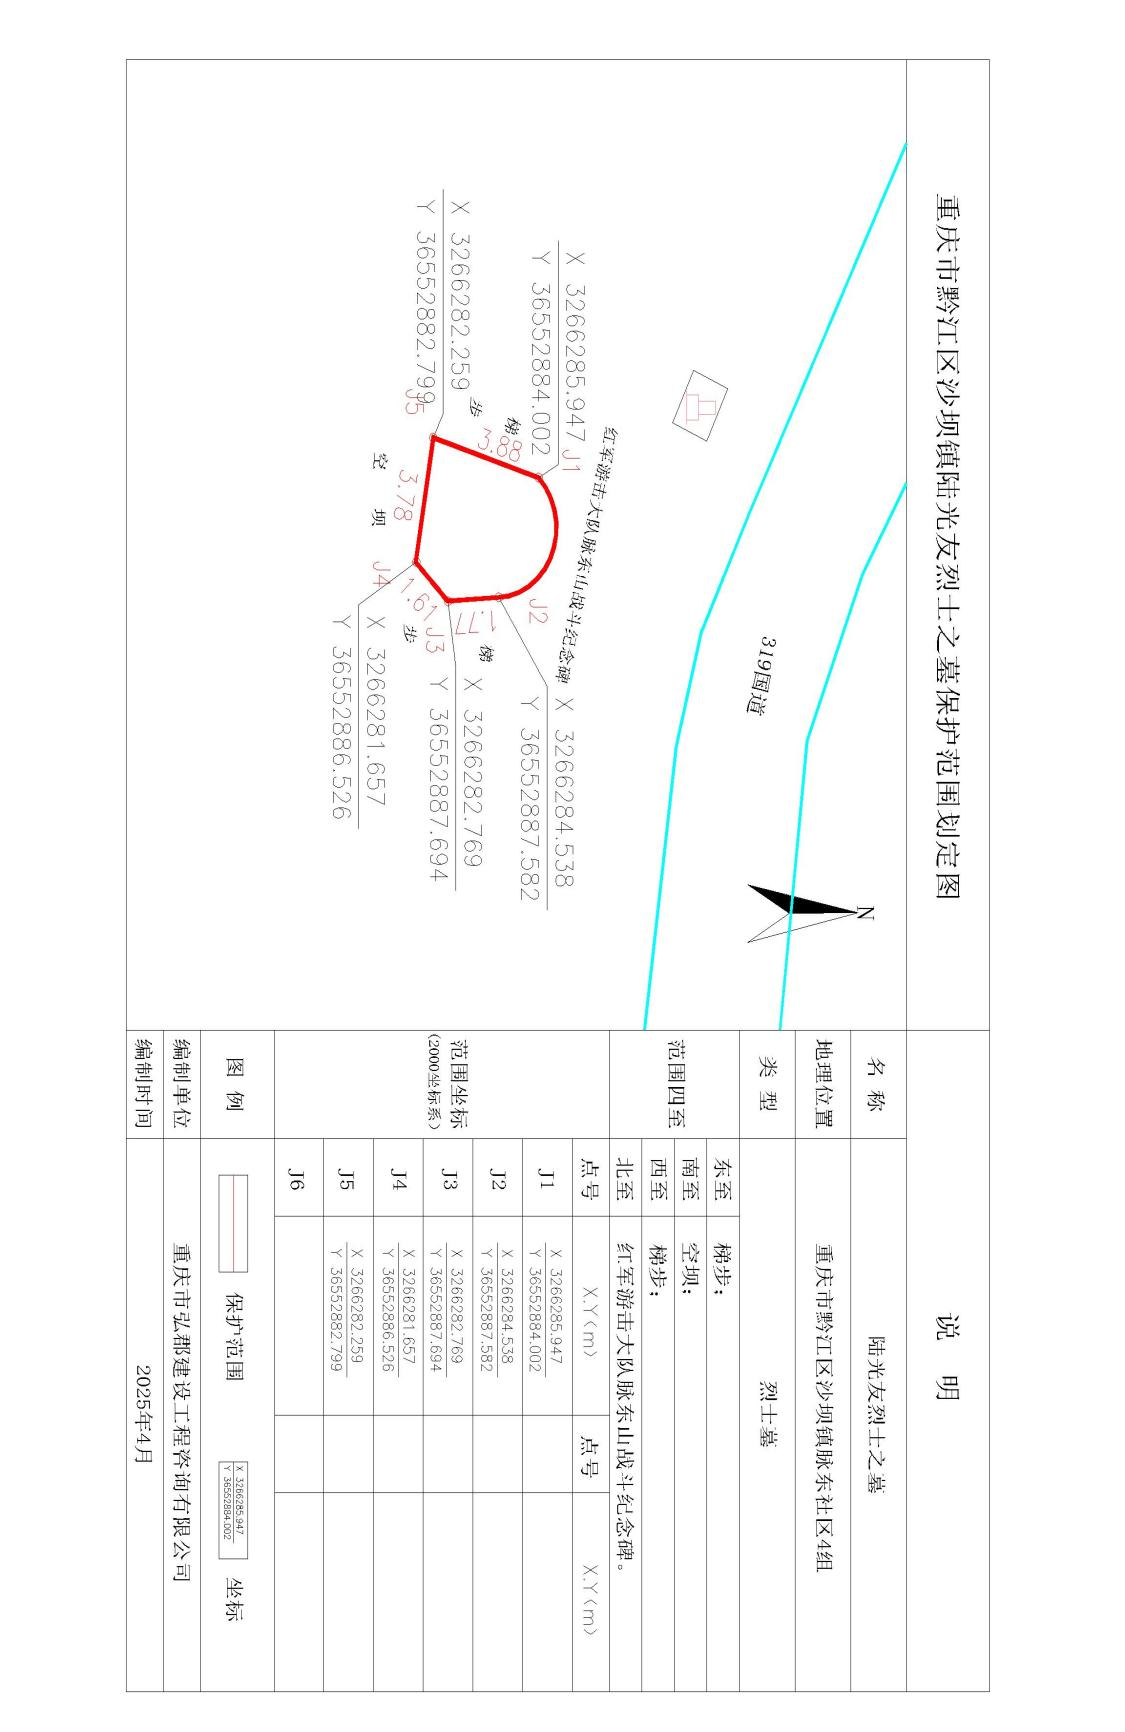 重庆市黔江区沙坝镇陆光友烈士之墓保护范围划定图
N
319国道
红军游击大队脉东山战斗纪念碑
X 3266285.947
Y 36552884.002
J1
X 3266282.259
Y 36552882.799
J5
梯步
3.88
J2
X 3266284.538
Y 36552887.582
1.77
梯步
J3
X 3266282.769
Y 36552887.694
1.61
J4
X 3266281.657
Y 36552886.526
3.78
空坝
说 明
名 称 陆光友烈士之墓
地理位置 重庆市黔江区沙坝镇脉东社区4组
类 型 烈士墓
范围四至
东至 梯步；
南至 空坝；
西至 梯步；
北至 红军游击大队脉东山战斗纪念碑。
范围坐标
(2000坐标系)
点号 X.Y(m) 点号 X.Y(m)
J1 X 3266285.947
Y 36552884.002
J2 X 3266284.538
Y 36552887.582
J3 X 3266282.769
Y 36552887.694
J4 X 3266281.657
Y 36552886.526
J5 X 3266282.259
Y 36552882.799
J6
图 例 保护范围
X 3266285.947
Y 36552884.002
坐标
编制单位 重庆市弘郡建设工程咨询有限公司
编制时间 2025年4月